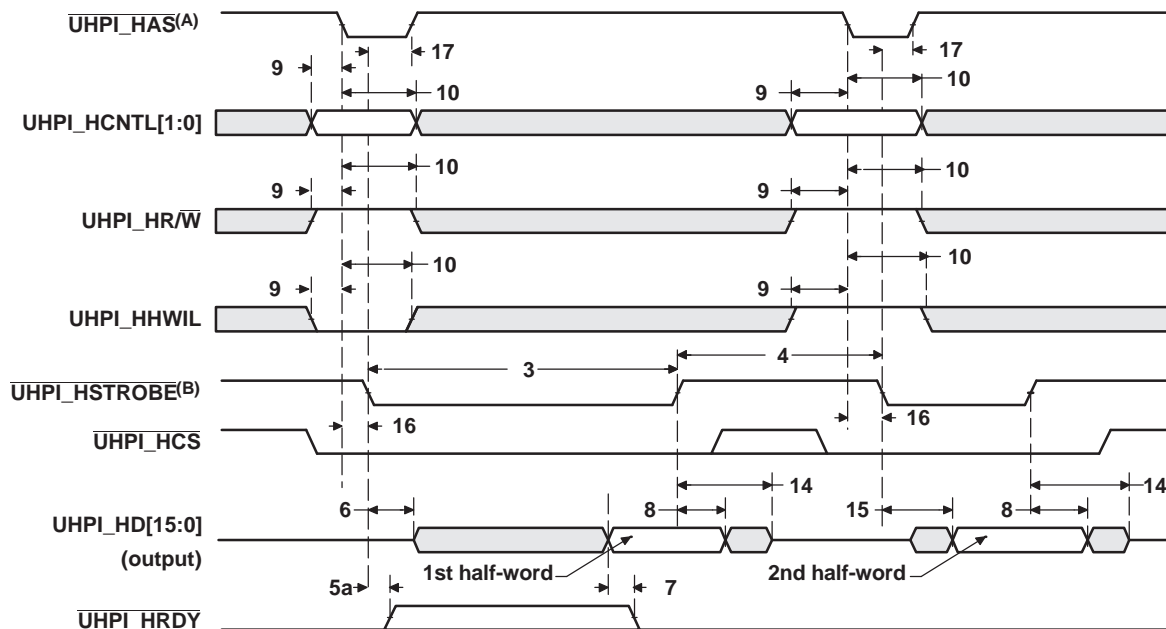 UHPI_HAS(A)
17 17
9 10 9 10
UHPI_HCNTL[1:0]
10 10
9 9
UHPI_HR/W
10 10
9 9
UHPI_HHWIL
3 4
UHPI_HSTROBE(B)
16 16
UHPI_HCS
14 14
6 8 15 8
UHPI_HD[15:0]
(output)
1st half-word 2nd half-word
5a 7
UHPI_HRDY